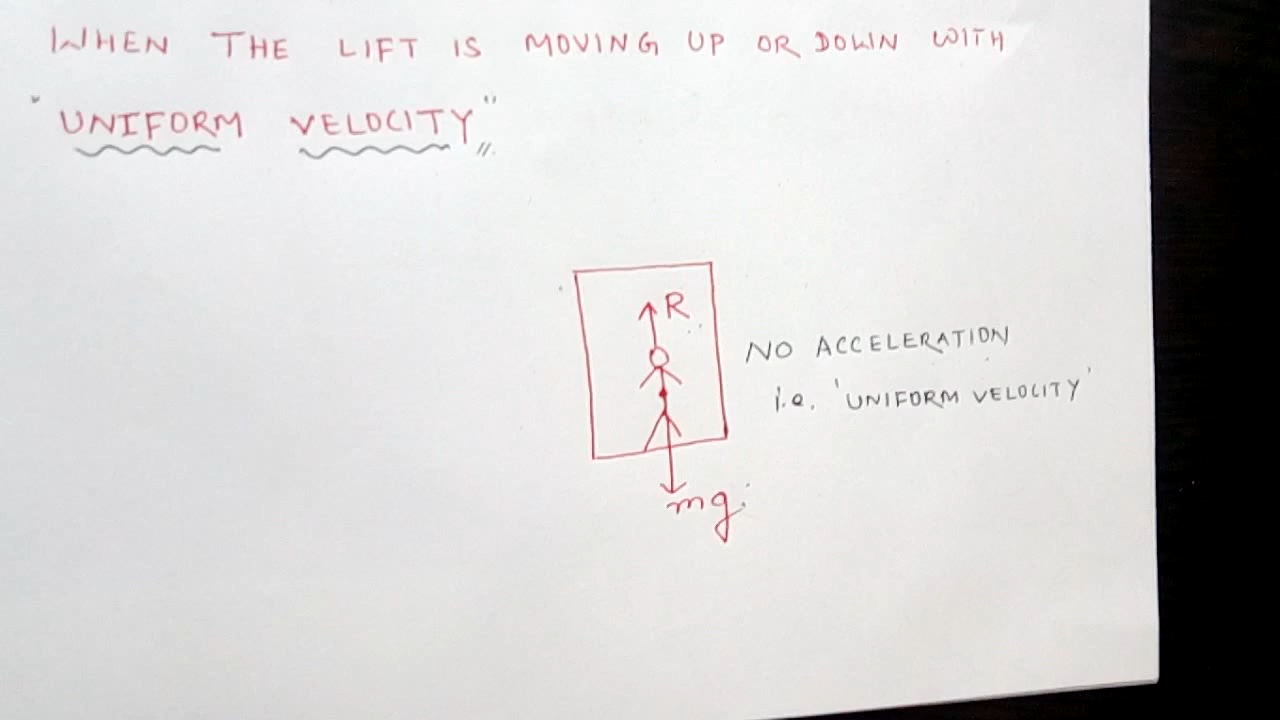 WHEN THE LIFT IS MOVING UP OR DOWN WITH
"UNIFORM VELOCITY"
R
NO ACCELERATION
i.e. 'UNIFORM VELOCITY'
mg